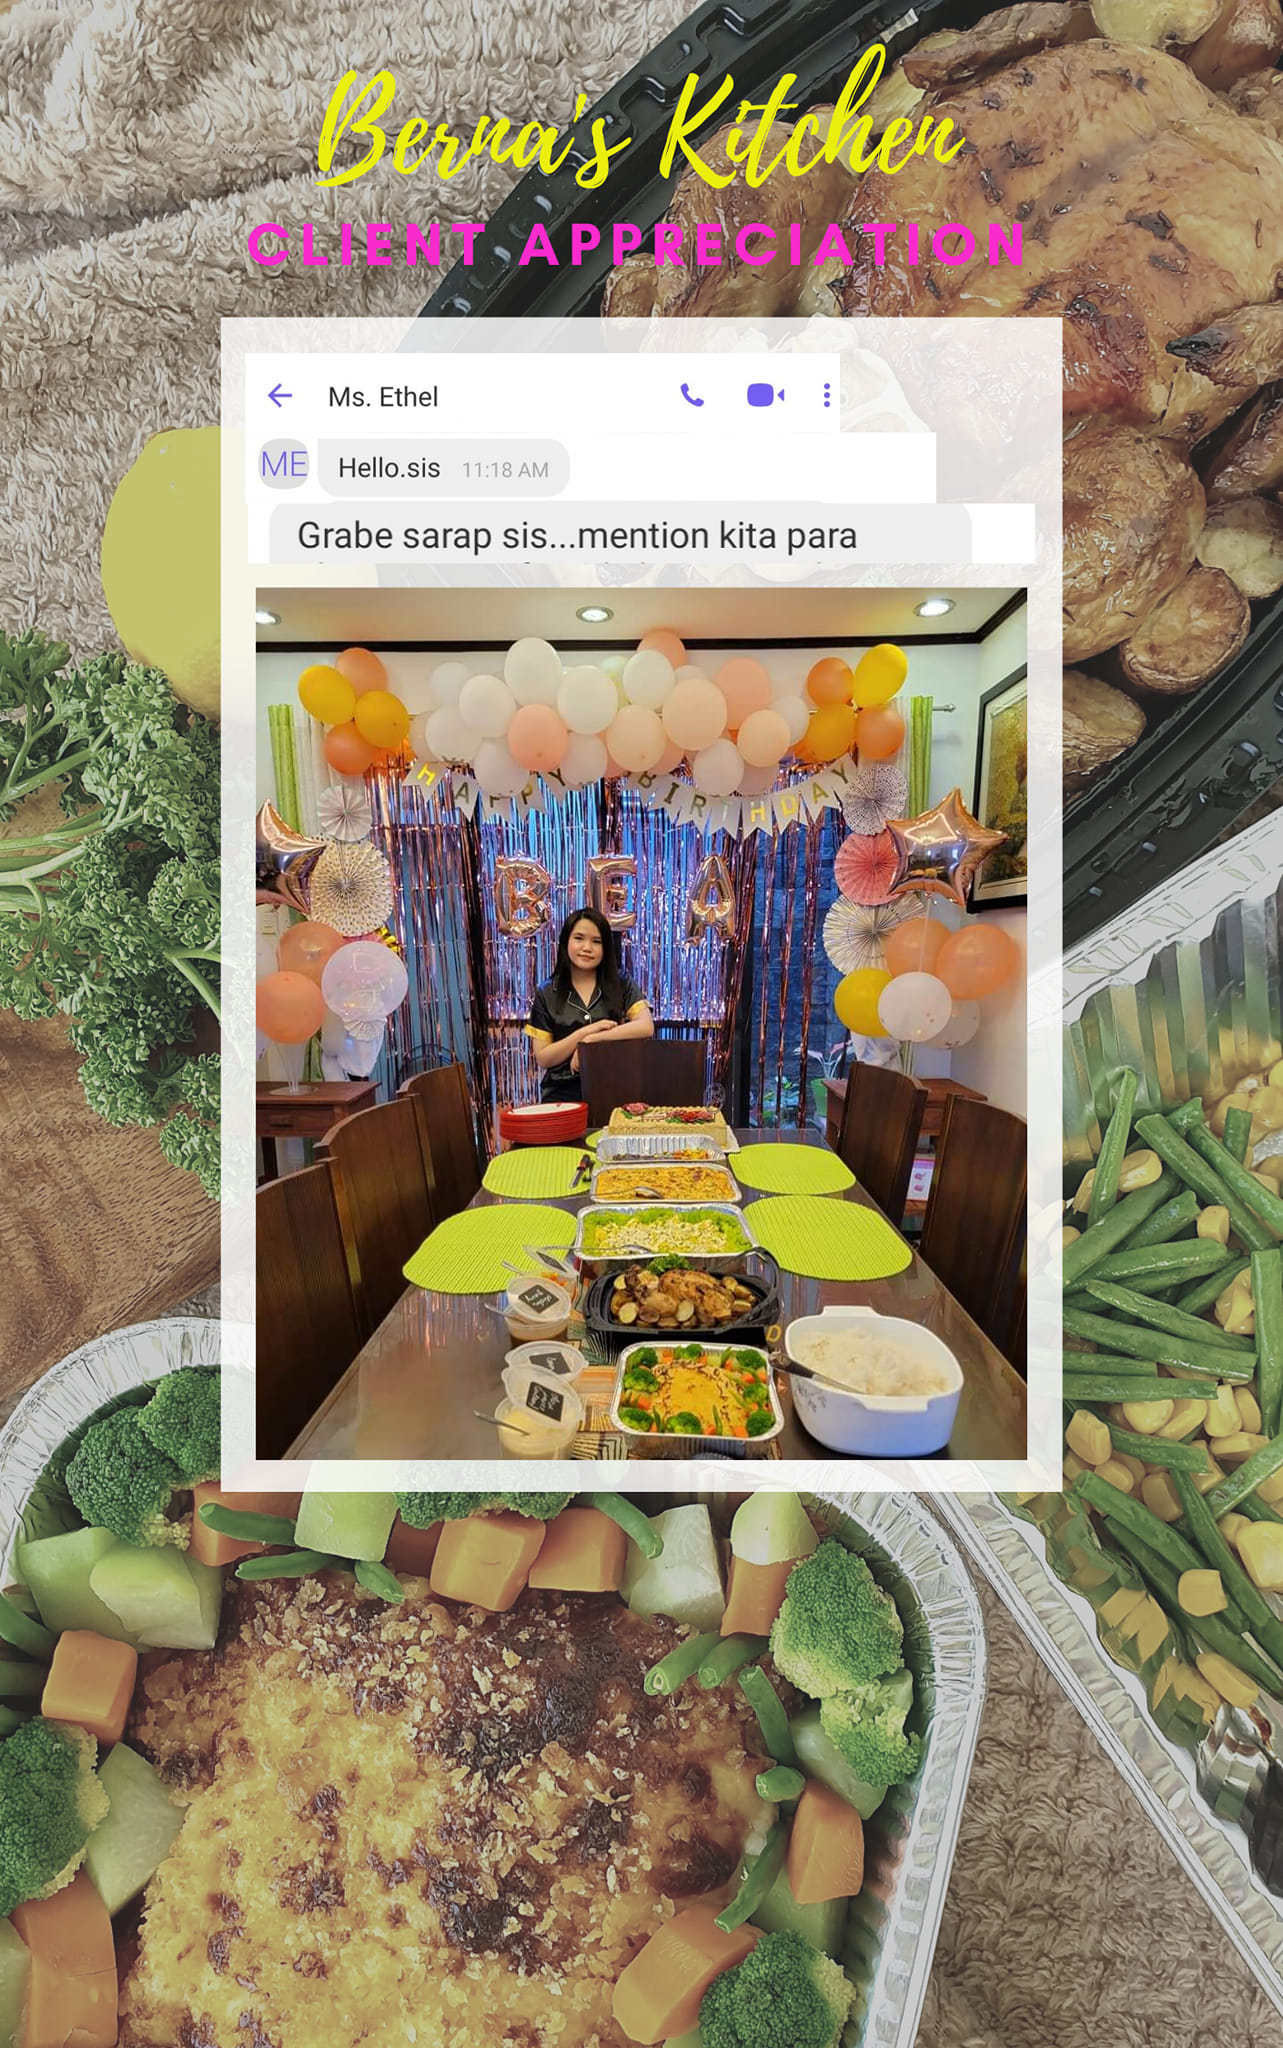 Berna's Kitchen
CLIENT APPRECIATION
Ms. Ethel
ME
Hello.sis 11:18 AM
Grabe sarap sis...mention kita para
HAPPY BIRTHDAY
BEA